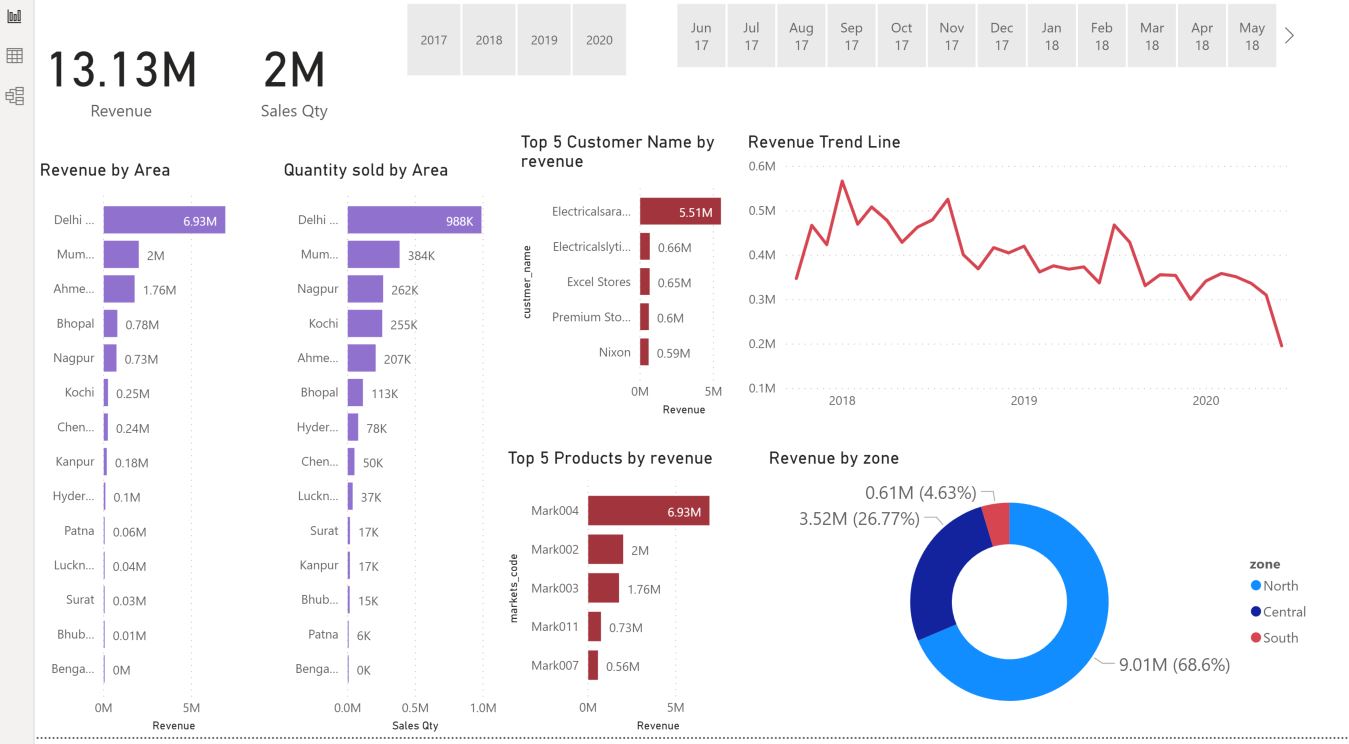 13.13M
Revenue
2M
Sales Qty
2017 2018 2019 2020
Jun 17 Jul 17 Aug 17 Sep 17 Oct 17 Nov 17 Dec 17 Jan 18 Feb 18 Mar 18 Apr 18 May 18
Revenue by Area
Delhi ... 6.93M
Mum... 2M
Ahme... 1.76M
Bhopal 0.78M
Nagpur 0.73M
Kochi 0.25M
Chen... 0.24M
Kanpur 0.18M
Hyder... 0.1M
Patna 0.06M
Luckn... 0.04M
Surat 0.03M
Bhub... 0.01M
Benga... 0M
0M 5M
Revenue
Quantity sold by Area
Delhi ... 988K
Mum... 384K
Nagpur 262K
Kochi 255K
Ahme... 207K
Bhopal 113K
Hyder... 78K
Chen... 50K
Luckn... 37K
Surat 17K
Kanpur 17K
Bhub... 15K
Patna 6K
Benga... 0K
0.0M 0.5M 1.0M
Sales Qty
Top 5 Customer Name by
revenue
custmer_name
Electricalsara... 5.51M
Electricalslyti... 0.66M
Excel Stores 0.65M
Premium Sto... 0.6M
Nixon 0.59M
0M 5M
Revenue
Revenue Trend Line
0.6M
0.5M
0.4M
0.3M
0.2M
0.1M
2018 2019 2020
Top 5 Products by revenue
markets_code
Mark004 6.93M
Mark002 2M
Mark003 1.76M
Mark011 0.73M
Mark007 0.56M
0M 5M
Revenue
Revenue by zone
0.61M (4.63%)
3.52M (26.77%)
9.01M (68.6%)
zone
North
Central
South